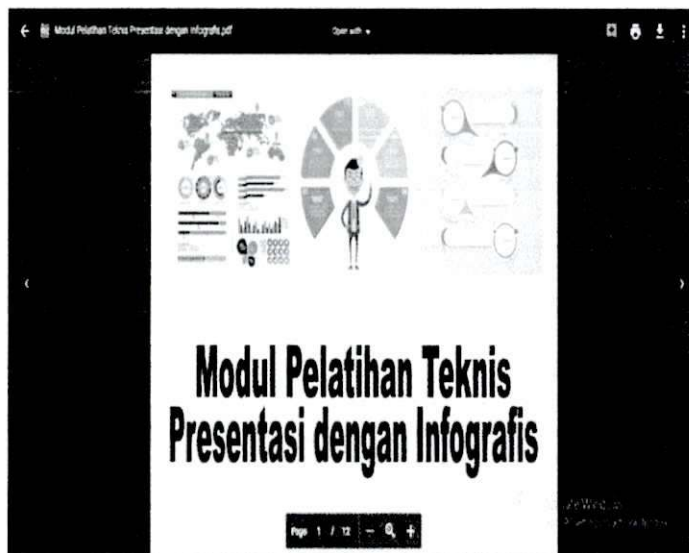 Modul Pelatihan Teknis Presentasi dengan Infografis.pdf
Open with
Modul Pelatihan Teknis
Presentasi dengan Infografis
Page 1 / 12